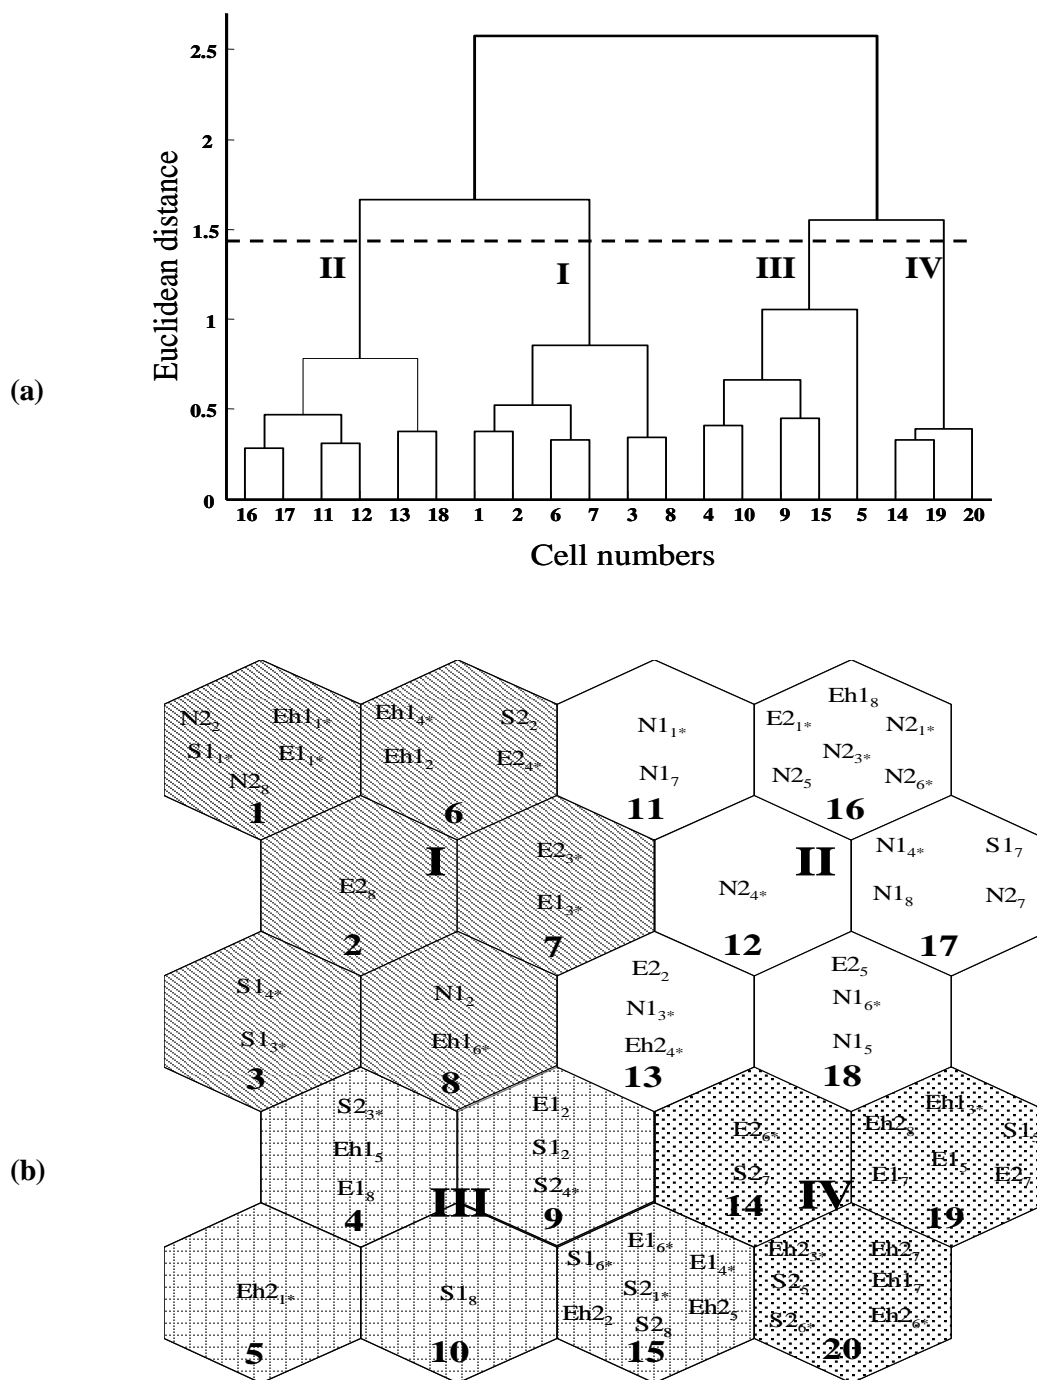 2.5
2
1.5
II
I
III
IV
1
0.5
0
Euclidean distance
(a)
16 17 11 12 13 18 1 2 6 7 3 8 4 10 9 15 5 14 19 20
Cell numbers
N2₂ Eh1₁*
S1₁* E1₁*
N2₈
1
Eh1₄* S2₂
Eh1₂ E2₄*
6
N1₁*
N1₇
11
Eh1₈
E2₁* N2₁*
N2₃*
N2₅ N2₆*
16
I
E2₈
2
E2₃*
E1₃*
7
II
N2₄*
12
N1₄* S1₇
N1₈ N2₇
17
S1₄*
S1₃*
3
N1₂
Eh1₆*
8
E2₂
N1₃*
Eh2₄*
13
E2₅
N1₆*
N1₅
18
(b)
S2₃*
Eh1₅
E1₈
4
III
E1₂
S1₂
S2₄*
9
E2₆*
S2₇
14
IV
Eh1₃*
Eh2₈
E1₅
E1₇ E2₇
19
Eh2₁*
5
S1₈
10
E1₆*
S1₆* E1₄*
S2₁*
Eh2₂ Eh2₅
S2₈
15
Eh2₃* Eh2₇
S2₅ Eh1₇
S2₆* Eh2₆*
20